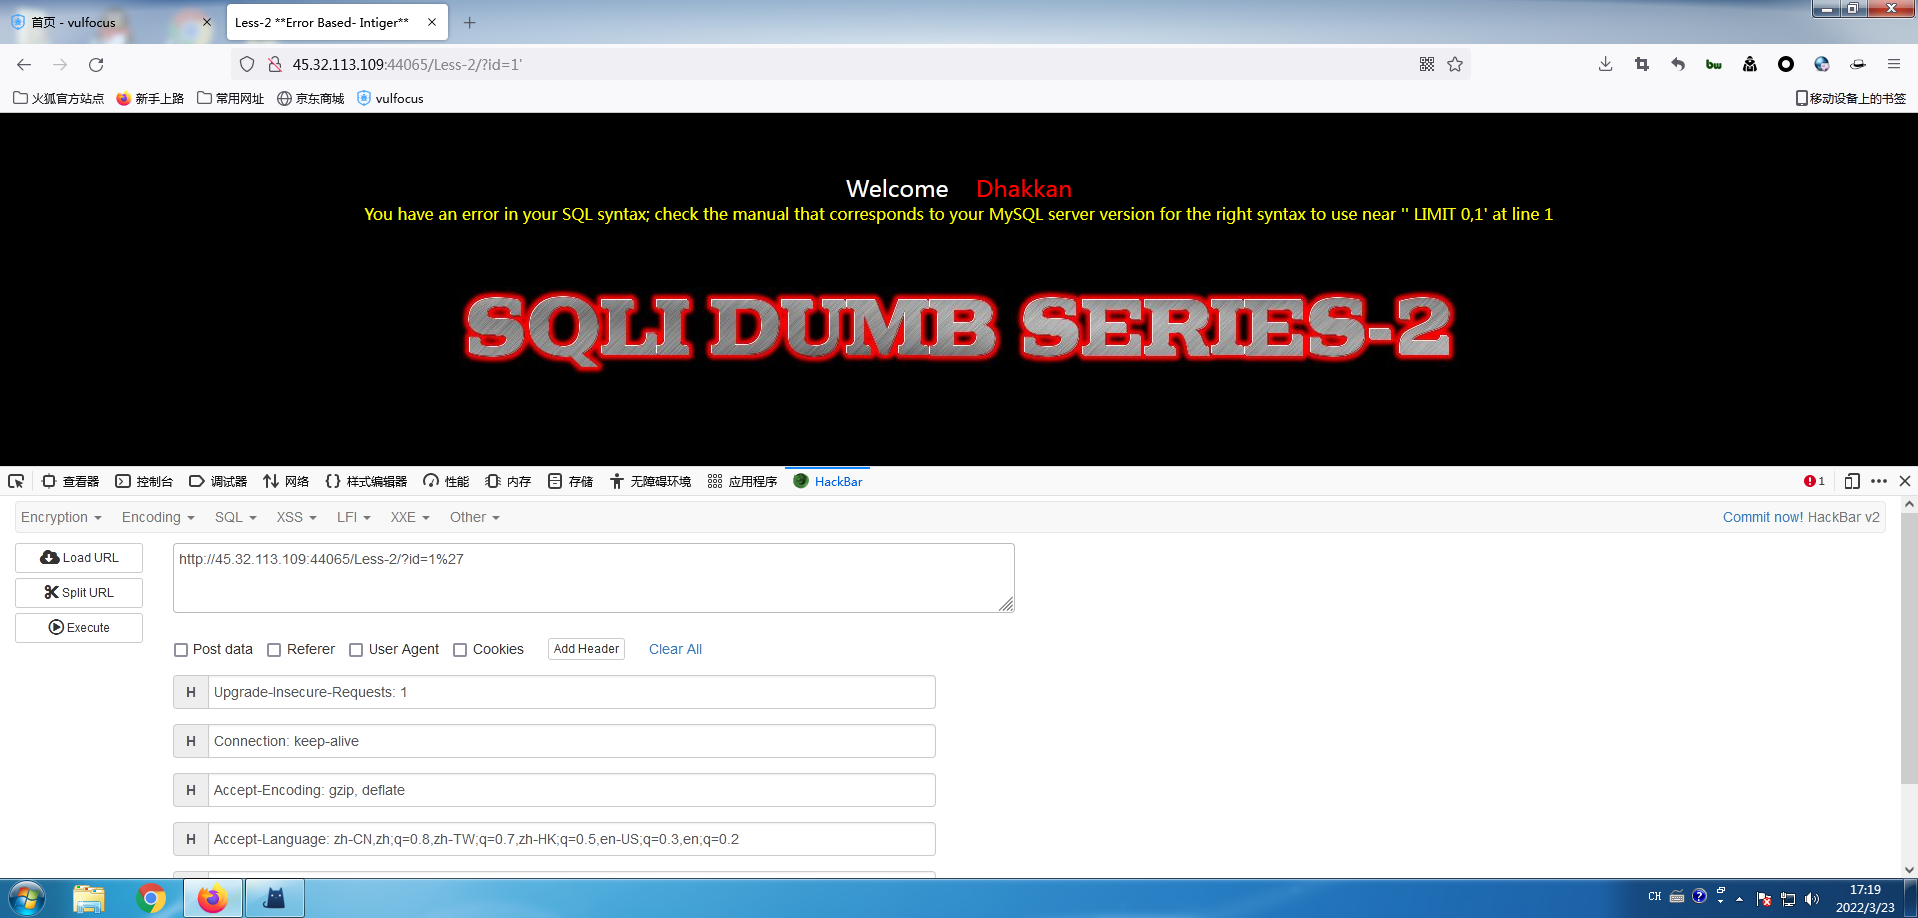 首页 - vulfocus
Less-2 **Error Based- Intiger**
45.32.113.109:44065/Less-2/?id=1'
火狐官方站点 新手上路 常用网址 京东商城 vulfocus 移动设备上的书签
Welcome Dhakkan
You have an error in your SQL syntax; check the manual that corresponds to your MySQL server version for the right syntax to use near '' LIMIT 0,1' at line 1
SQLI DUMB SERIES-2
查看器 控制台 调试器 网络 样式编辑器 性能 内存 存储 无障碍环境 应用程序 HackBar 1
Encryption Encoding SQL XSS LFI XXE Other Commit now! HackBar v2
Load URL
http://45.32.113.109:44065/Less-2/?id=1%27
Split URL
Execute
Post data Referer User Agent Cookies Add Header Clear All
H Upgrade-Insecure-Requests: 1
H Connection: keep-alive
H Accept-Encoding: gzip, deflate
H Accept-Language: zh-CN,zh;q=0.8,zh-TW;q=0.7,zh-HK;q=0.5,en-US;q=0.3,en;q=0.2
CH
17:19
2022/3/23